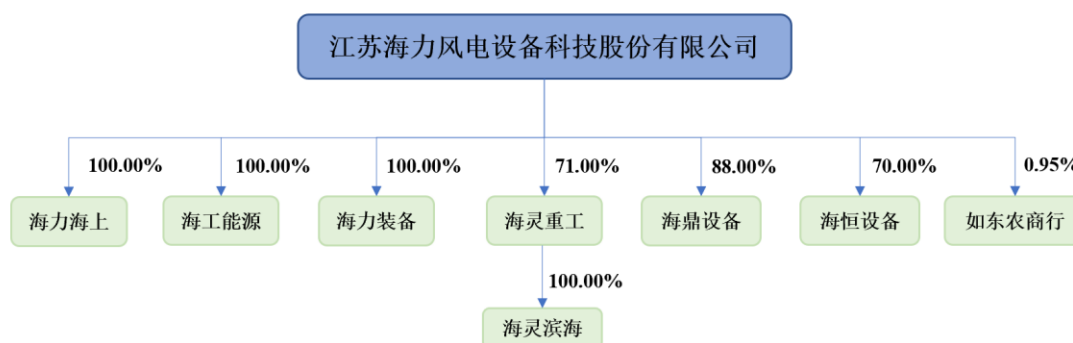 江苏海力风电设备科技股份有限公司
100.00% 100.00% 100.00% 71.00% 88.00% 70.00% 0.95%
海力海上 海工能源 海力装备 海灵重工 海鼎设备 海恒设备 如东农商行
100.00%
海灵滨海